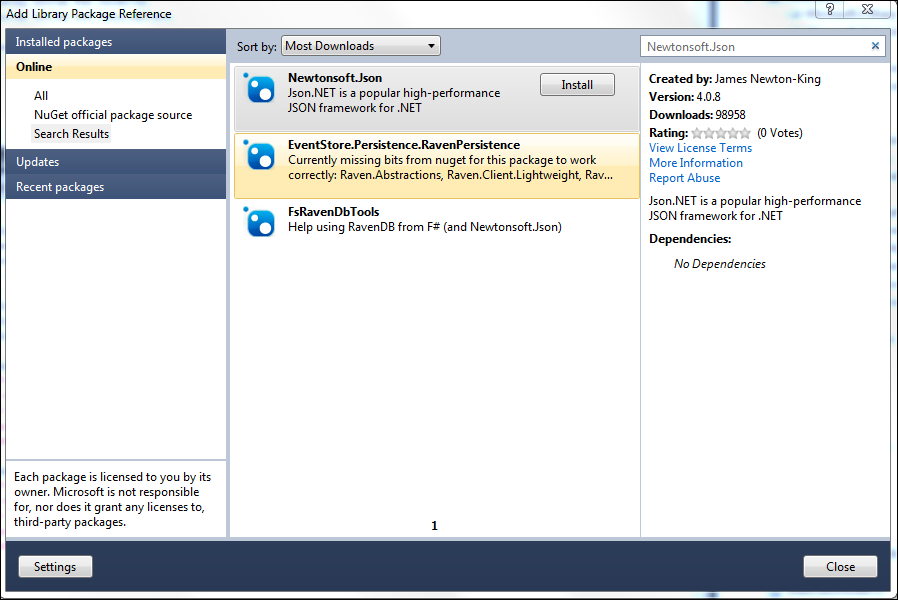 Add Library Package Reference
?
Installed packages
Online
All
NuGet official package source
Search Results
Updates
Recent packages
Each package is licensed to you by its
owner. Microsoft is not responsible
for, nor does it grant any licenses to,
third-party packages.
Sort by: Most Downloads
Newtonsoft.Json
Json.NET is a popular high-performance
JSON framework for .NET
Install
EventStore.Persistence.RavenPersistence
Currently missing bits from nuget for this package to work
correctly: Raven.Abstractions, Raven.Client.Lightweight, Rav...
FsRavenDbTools
Help using RavenDB from F# (and Newtonsoft.Json)
1
Newtonsoft.Json
Created by: James Newton-King
Version: 4.0.8
Downloads: 98958
Rating: (0 Votes)
View License Terms
More Information
Report Abuse
Json.NET is a popular high-performance
JSON framework for .NET
Dependencies:
No Dependencies
Settings
Close